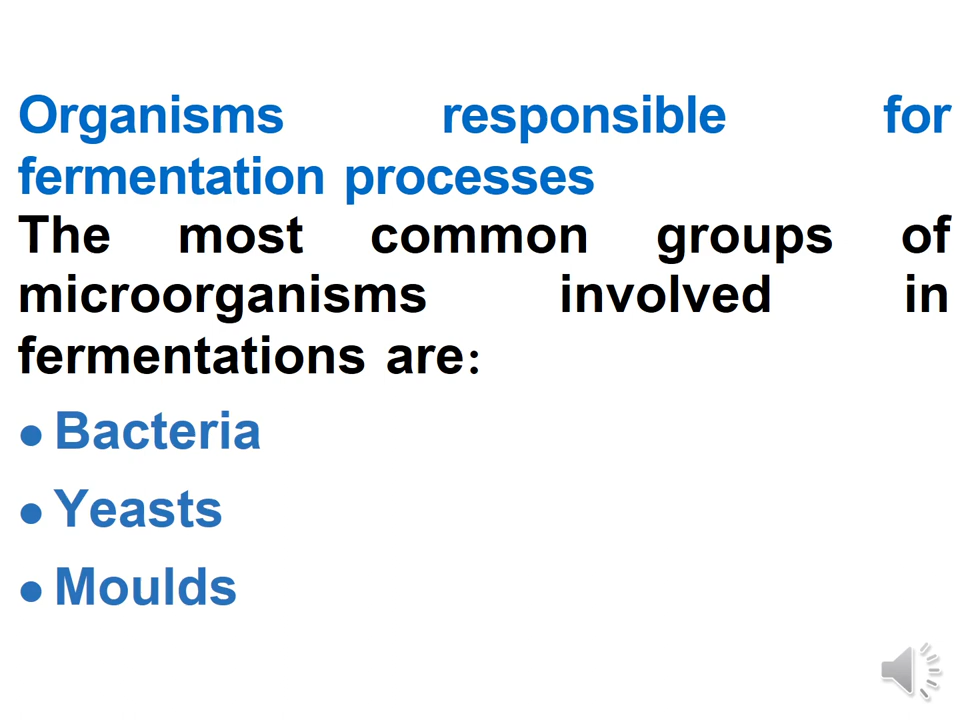 Organisms responsible for
fermentation processes
The most common groups of
microorganisms involved in
fermentations are:
● Bacteria
● Yeasts
● Moulds